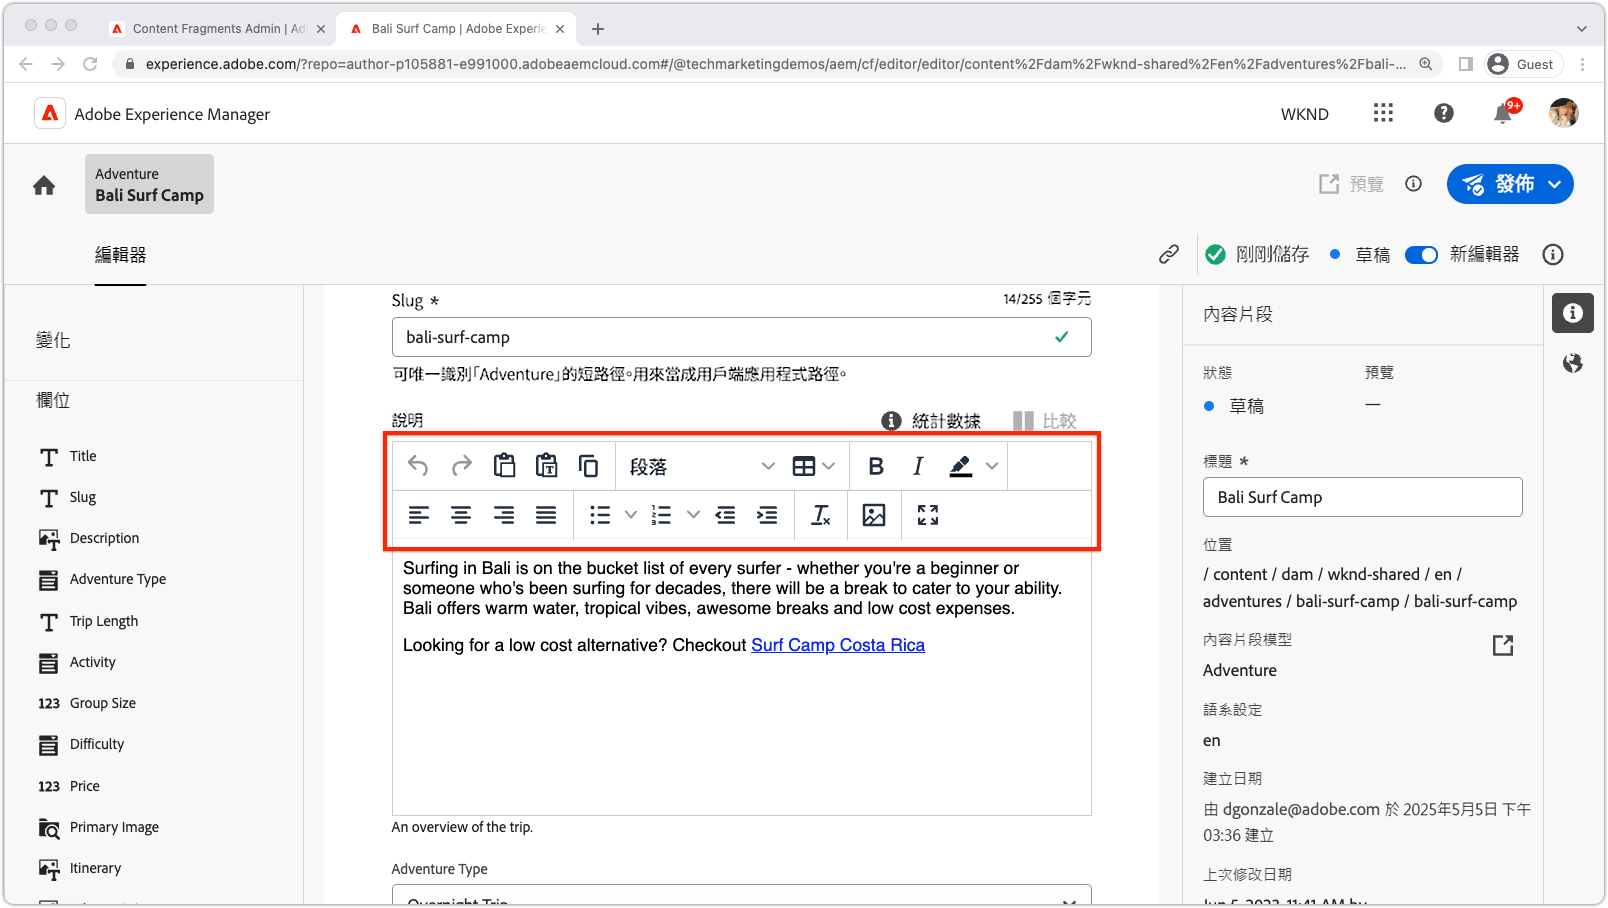 Content Fragments Admin | Ad
Bali Surf Camp | Adobe Experie
experience.adobe.com/?repo=author-p105881-e991000.adobeaemcloud.com#/@techmarketingdemos/aem/cf/editor/editor/content%2Fdam%2Fwknd-shared%2Fen%2Fadventures%2Fbali-...
Guest
Adobe Experience Manager
WKND
9+
Adventure
Bali Surf Camp
預覽
發佈
編輯器
剛剛儲存
草稿
新編輯器
變化
欄位
Title
Slug
Description
Adventure Type
Trip Length
Activity
123 Group Size
Difficulty
123 Price
Primary Image
Itinerary
Slug *
14/255 個字元
bali-surf-camp
可唯一識別「Adventure」的短路徑。用來當成用戶端應用程式路徑。
說明
統計數據
比較
段落
B
I
Surfing in Bali is on the bucket list of every surfer - whether you're a beginner or
someone who's been surfing for decades, there will be a break to cater to your ability.
Bali offers warm water, tropical vibes, awesome breaks and low cost expenses.
Looking for a low cost alternative? Checkout Surf Camp Costa Rica
An overview of the trip.
Adventure Type
Overnight Trip
內容片段
狀態
預覽
草稿
—
標題 *
Bali Surf Camp
位置
/ content / dam / wknd-shared / en /
adventures / bali-surf-camp / bali-surf-camp
內容片段模型
Adventure
語系設定
en
建立日期
由 dgonzale@adobe.com 於 2025年5月5日 下午
03:36 建立
上次修改日期
Jun 5, 2023, 11:41 AM by